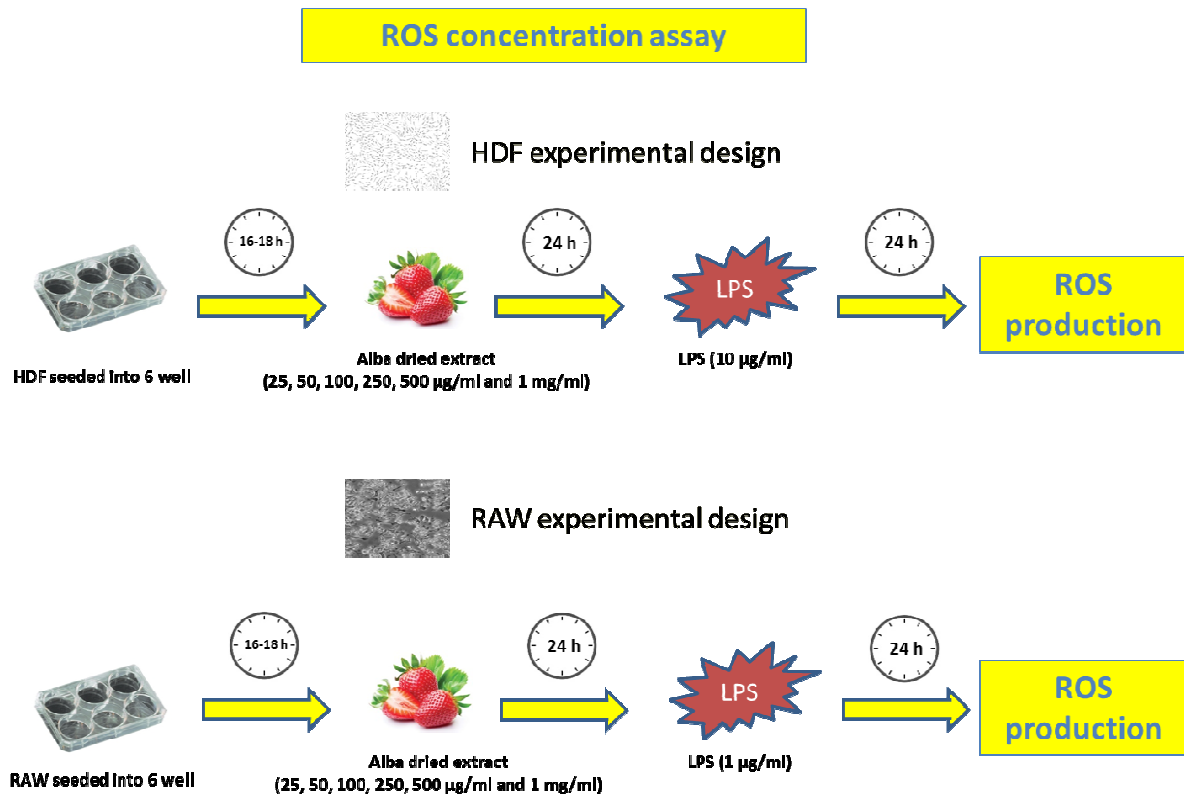 ROS concentration assay
HDF experimental design
16-18 h
24 h
24 h
LPS
ROS
production
HDF seeded into 6 well
Alba dried extract
(25, 50, 100, 250, 500 µg/ml and 1 mg/ml)
LPS (10 µg/ml)
RAW experimental design
16-18 h
24 h
24 h
LPS
ROS
production
RAW seeded into 6 well
Alba dried extract
(25, 50, 100, 250, 500 µg/ml and 1 mg/ml)
LPS (1 µg/ml)